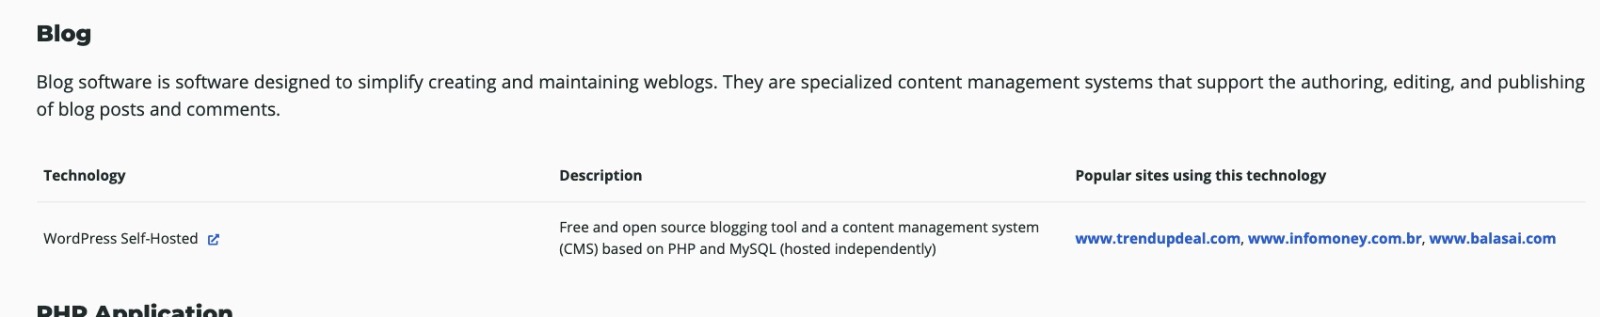 Blog
Blog software is software designed to simplify creating and maintaining weblogs. They are specialized content management systems that support the authoring, editing, and publishing
of blog posts and comments.
Technology Description Popular sites using this technology
WordPress Self-Hosted Free and open source blogging tool and a content management system
(CMS) based on PHP and MySQL (hosted independently) www.trendupdeal.com, www.infomoney.com.br, www.balasai.com
PHP Application